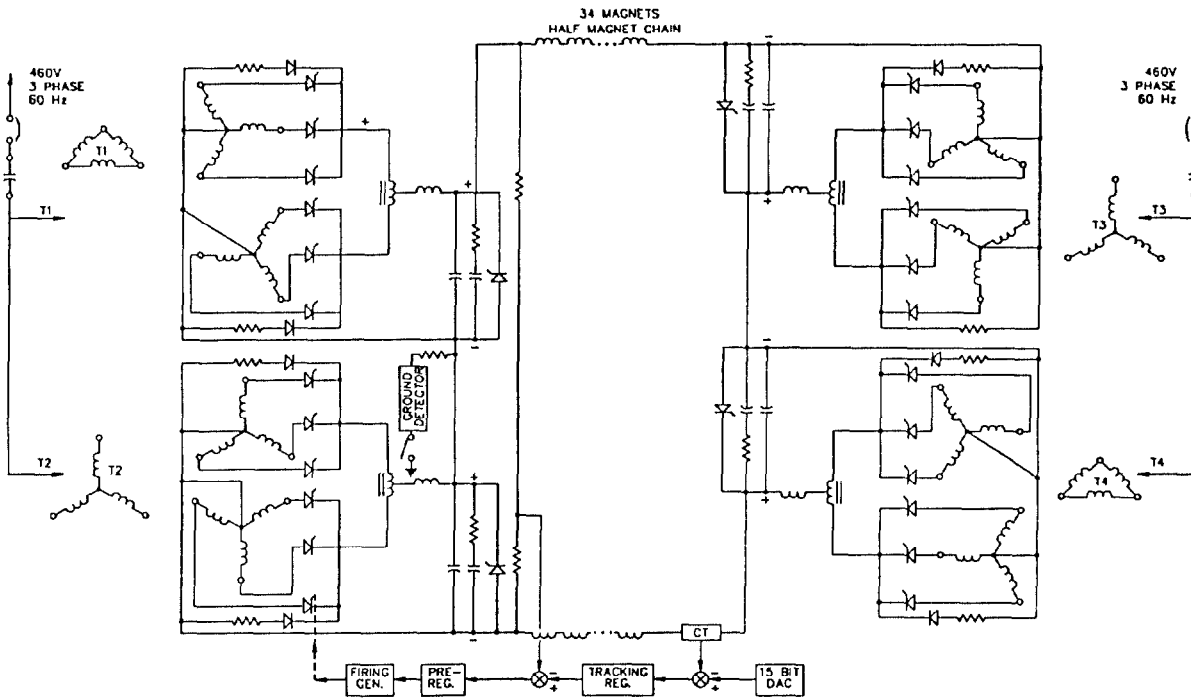 34 MAGNETS
HALF MAGNET CHAIN
460V
3 PHASE
60 Hz
460V
3 PHASE
60 Hz
T1
T1
T3
T3
+
+
-
-
+
-
GROUND
DETECTOR
T2
T2
T4
T4
+
-
+
CT
FIRING
GEN.
PRE-
REG.
-
+
TRACKING
REG.
-
+
15 BIT
DAC